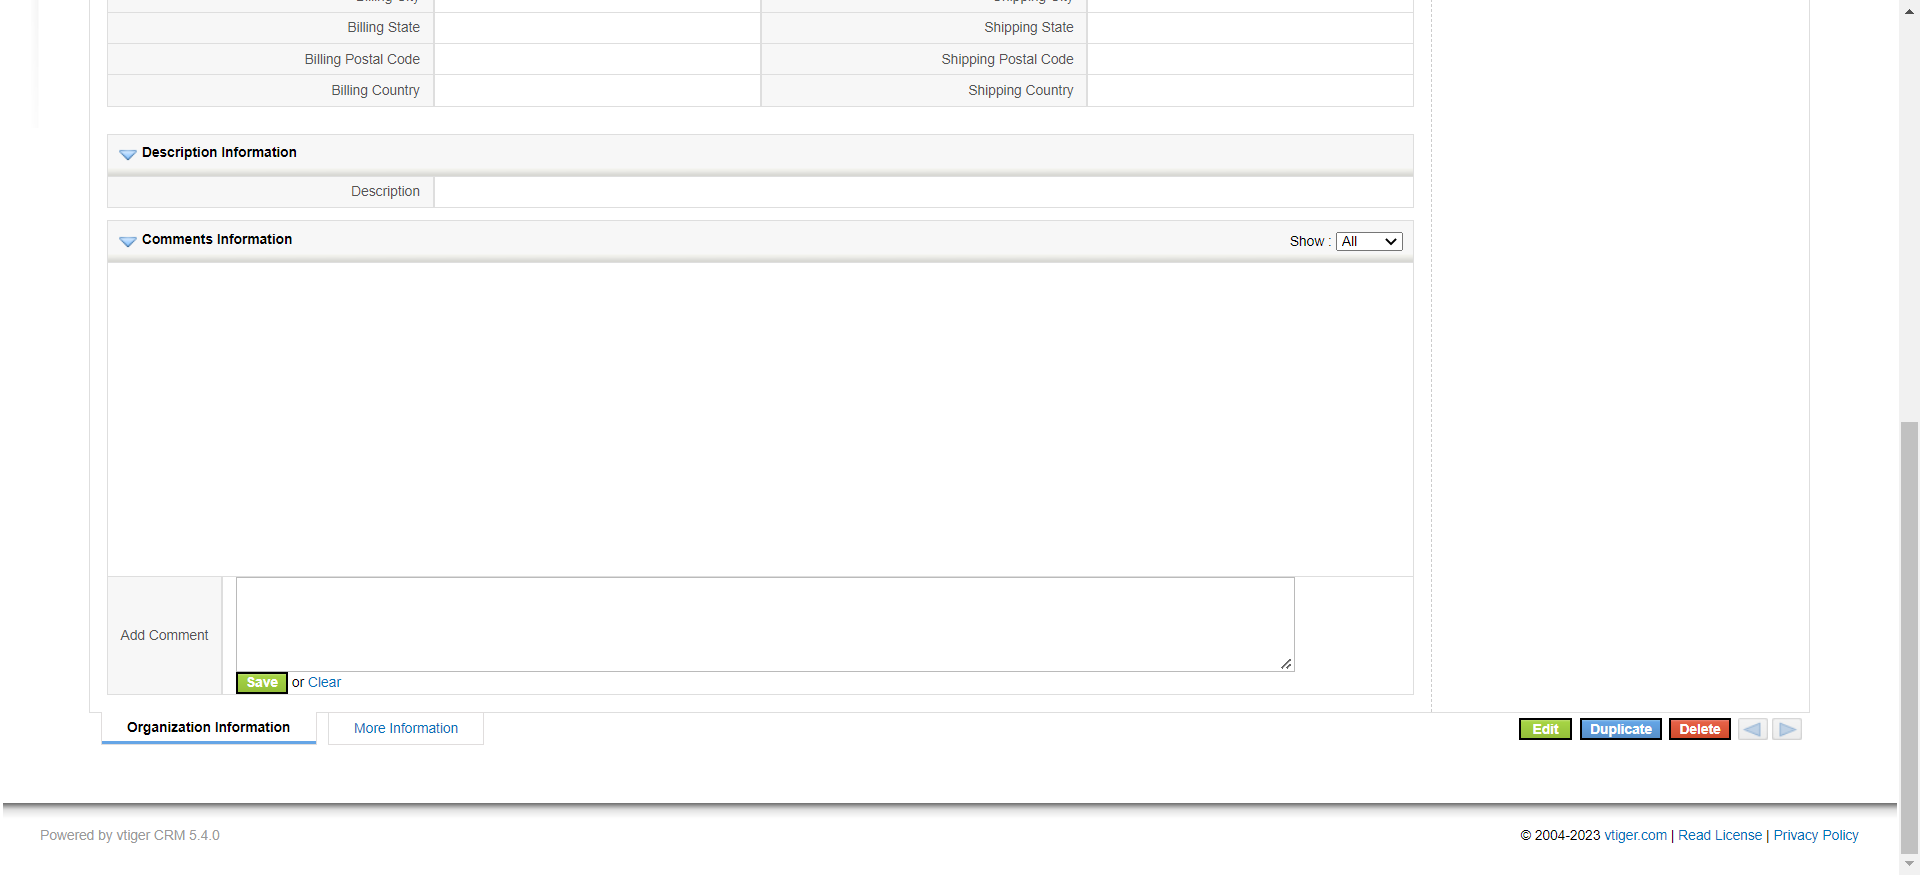 Billing City Shipping City
Billing State Shipping State
Billing Postal Code Shipping Postal Code
Billing Country Shipping Country
Description Information
Description
Comments Information Show : All
Add Comment
Save or Clear
Organization Information More Information Edit Duplicate Delete
Powered by vtiger CRM 5.4.0 © 2004-2023 vtiger.com | Read License | Privacy Policy